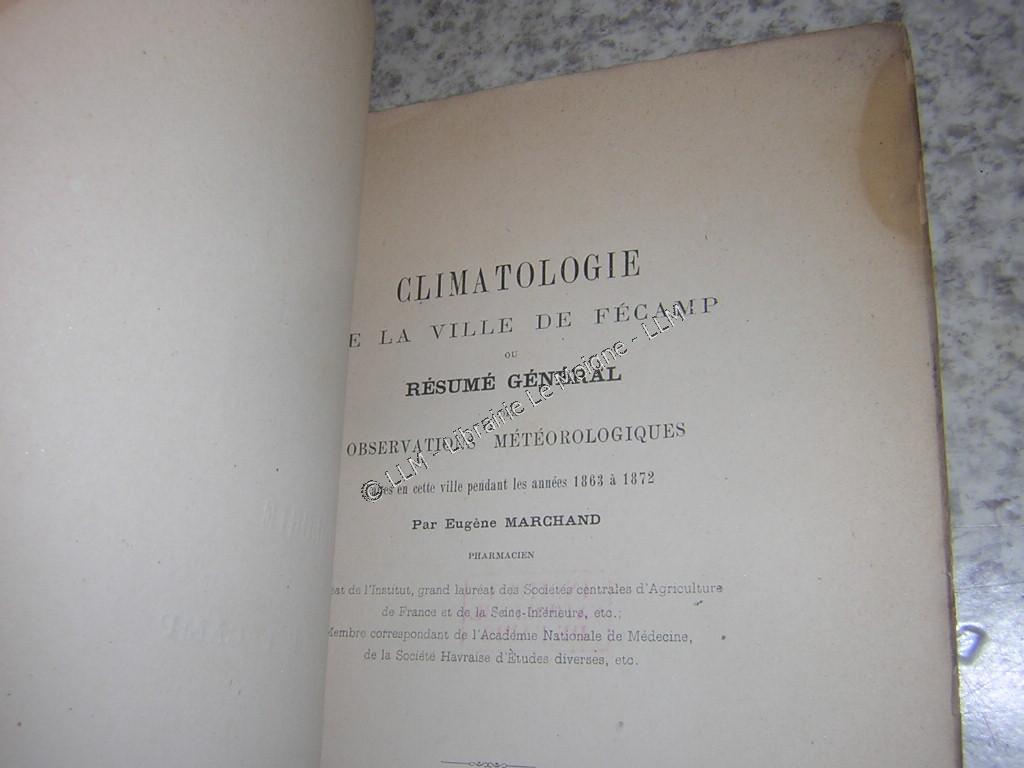 CLIMATOLOGIE
E LA VILLE DE FÉCAMP
OU
RÉSUMÉ GÉNÉRAL
OBSERVATIONS MÉTÉOROLOGIQUES
en cette ville pendant les années 1863 à 1872
Par Eugène MARCHAND
PHARMACIEN
de l'Institut, grand lauréat des Sociétés centrales d'Agriculture
de France et de la Seine-Inférieure, etc.;
Membre correspondant de l'Académie Nationale de Médecine,
de la Société Havraise d'Études diverses, etc.
© LLM - Librairie Le Moione - LLM